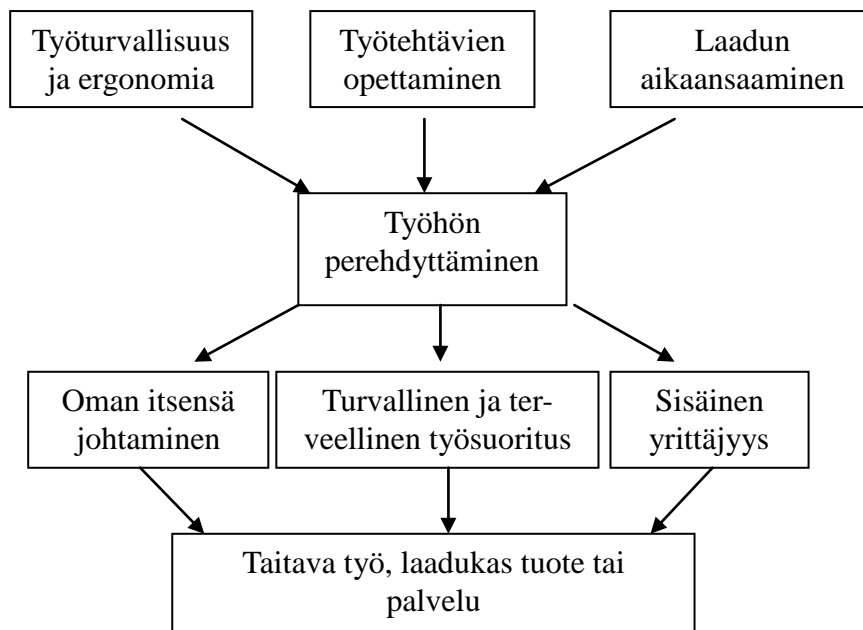 Työturvallisuus
ja ergonomia
Työtehtävien
opettaminen
Laadun
aikaansaaminen
Työhön
perehdyttäminen
Oman itsensä
johtaminen
Turvallinen ja ter-
veellinen työsuoritus
Sisäinen
yrittäjyys
Taitava työ, laadukas tuote tai
palvelu